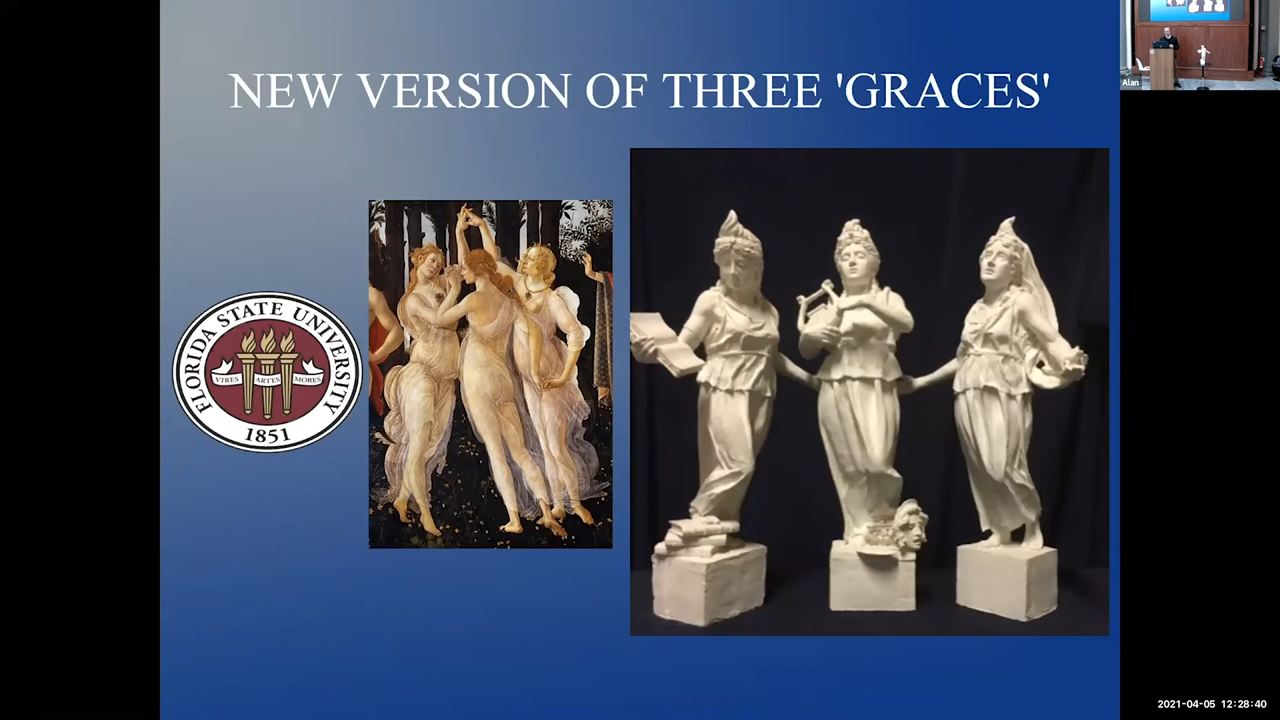 NEW VERSION OF THREE 'GRACES'
Alan
FLORIDA STATE UNIVERSITY
VIRES ARTES MORES
1851
2021-04-05 12:28:40